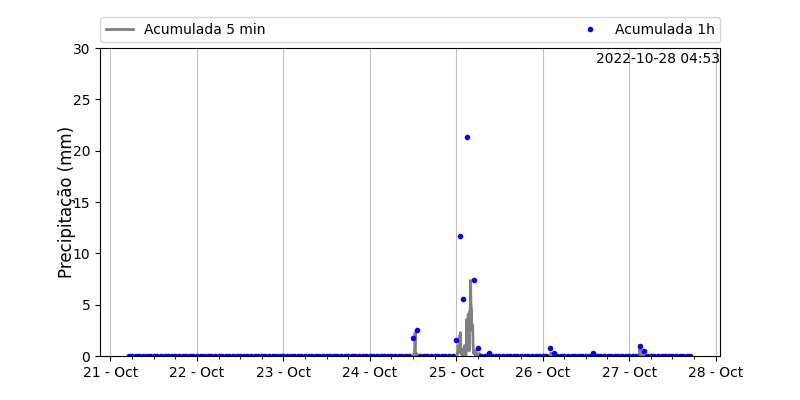 Acumulada 5 min
Acumulada 1h
2022-10-28 04:53
Precipitação (mm)
30
25
20
15
10
5
0
21 - Oct
22 - Oct
23 - Oct
24 - Oct
25 - Oct
26 - Oct
27 - Oct
28 - Oct